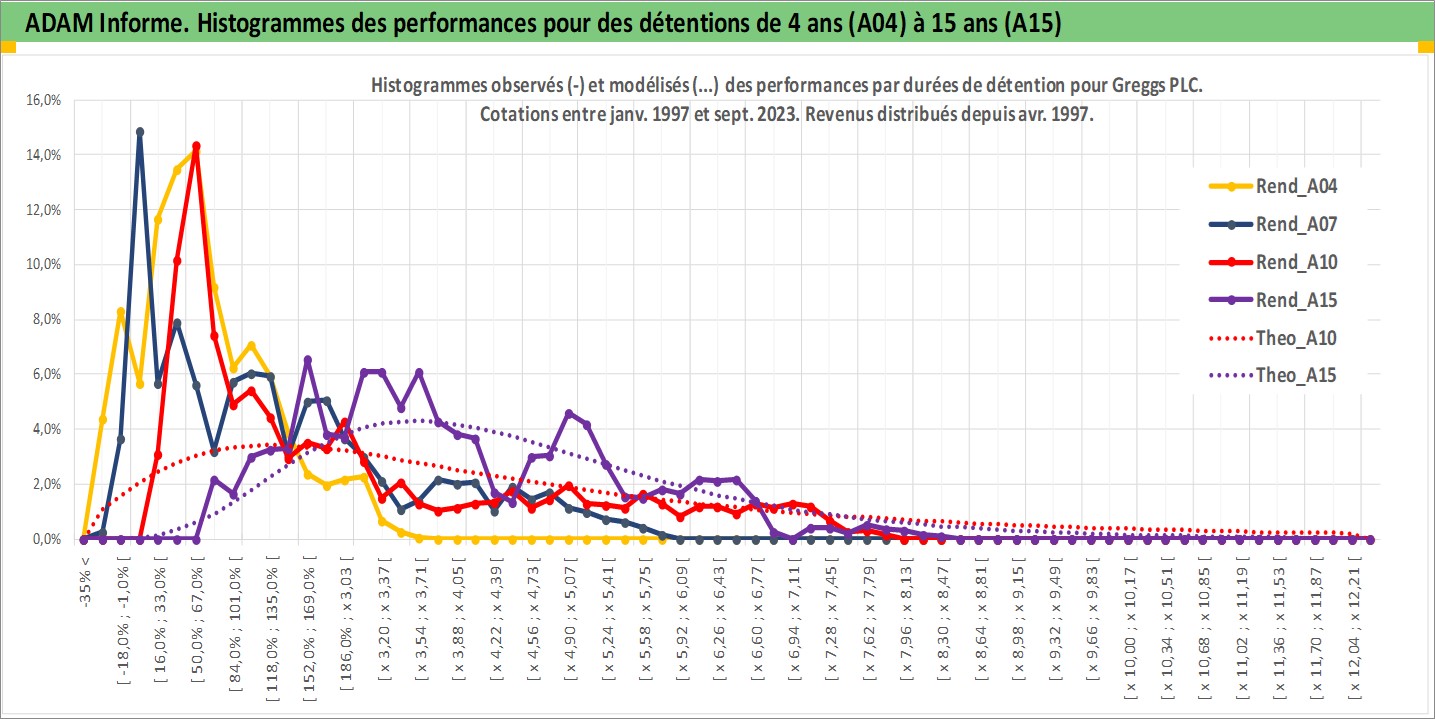 ADAM Informe. Histogrammes des performances pour des détentions de 4 ans (A04) à 15 ans (A15)
Histogrammes observés (-) et modélisés (...) des performances par durées de détention pour Greggs PLC.
Cotations entre janv. 1997 et sept. 2023. Revenus distribués depuis avr. 1997.
16,0%
14,0%
12,0%
10,0%
8,0%
6,0%
4,0%
2,0%
0,0%
Rend_A04
Rend_A07
Rend_A10
Rend_A15
Theo_A10
Theo_A15
-35% <
[ -18,0% ; -1,0% [
[ 16,0% ; 33,0% [
[ 50,0% ; 67,0% [
[ 84,0% ; 101,0% [
[ 118,0% ; 135,0% [
[ 152,0% ; 169,0% [
[ 186,0% ; x 3,03 [
[ x 3,20 ; x 3,37 [
[ x 3,54 ; x 3,71 [
[ x 3,88 ; x 4,05 [
[ x 4,22 ; x 4,39 [
[ x 4,56 ; x 4,73 [
[ x 4,90 ; x 5,07 [
[ x 5,24 ; x 5,41 [
[ x 5,58 ; x 5,75 [
[ x 5,92 ; x 6,09 [
[ x 6,26 ; x 6,43 [
[ x 6,60 ; x 6,77 [
[ x 6,94 ; x 7,11 [
[ x 7,28 ; x 7,45 [
[ x 7,62 ; x 7,79 [
[ x 7,96 ; x 8,13 [
[ x 8,30 ; x 8,47 [
[ x 8,64 ; x 8,81 [
[ x 8,98 ; x 9,15 [
[ x 9,32 ; x 9,49 [
[ x 9,66 ; x 9,83 [
[ x 10,00 ; x 10,17 [
[ x 10,34 ; x 10,51 [
[ x 10,68 ; x 10,85 [
[ x 11,02 ; x 11,19 [
[ x 11,36 ; x 11,53 [
[ x 11,70 ; x 11,87 [
[ x 12,04 ; x 12,21 [